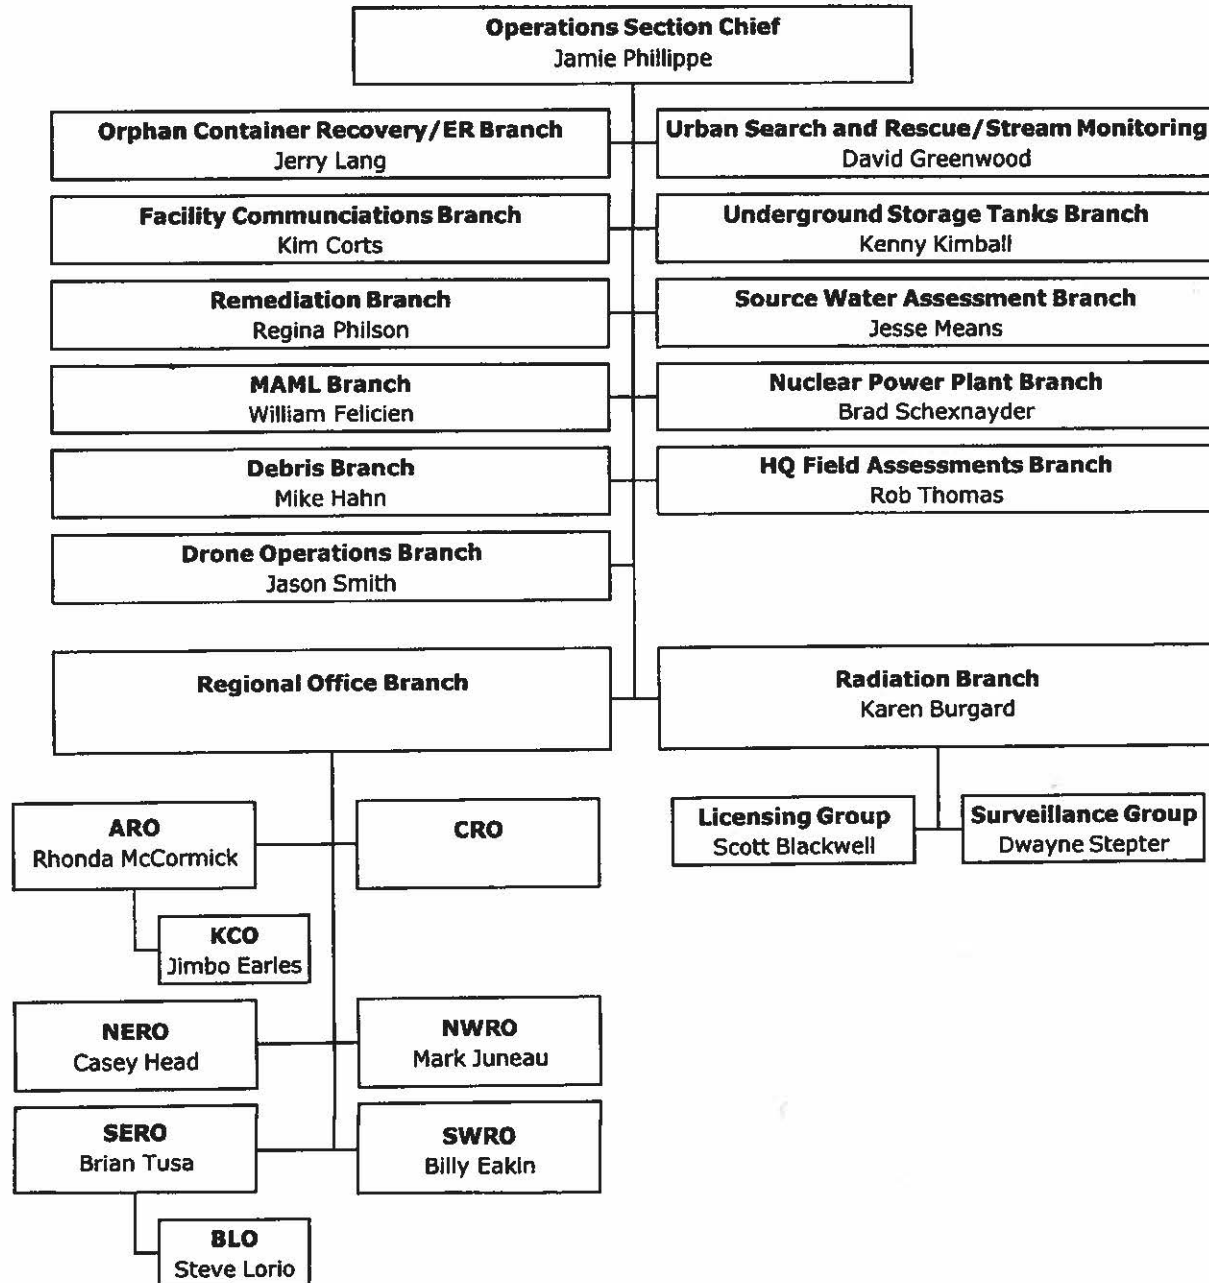 Operations Section Chief
Jamie Phillippe
Orphan Container Recovery/ER Branch
Jerry Lang
Urban Search and Rescue/Stream Monitoring
David Greenwood
Facility Communciations Branch
Kim Corts
Underground Storage Tanks Branch
Kenny Kimball
Remediation Branch
Regina Philson
Source Water Assessment Branch
Jesse Means
MAML Branch
William Felicien
Nuclear Power Plant Branch
Brad Schexnayder
Debris Branch
Mike Hahn
HQ Field Assessments Branch
Rob Thomas
Drone Operations Branch
Jason Smith
Regional Office Branch
Radiation Branch
Karen Burgard
ARO
Rhonda McCormick
CRO
Licensing Group
Scott Blackwell
Surveillance Group
Dwayne Stepter
KCO
Jimbo Earles
NERO
Casey Head
NWRO
Mark Juneau
SERO
Brian Tusa
SWRO
Billy Eakin
BLO
Steve Lorio